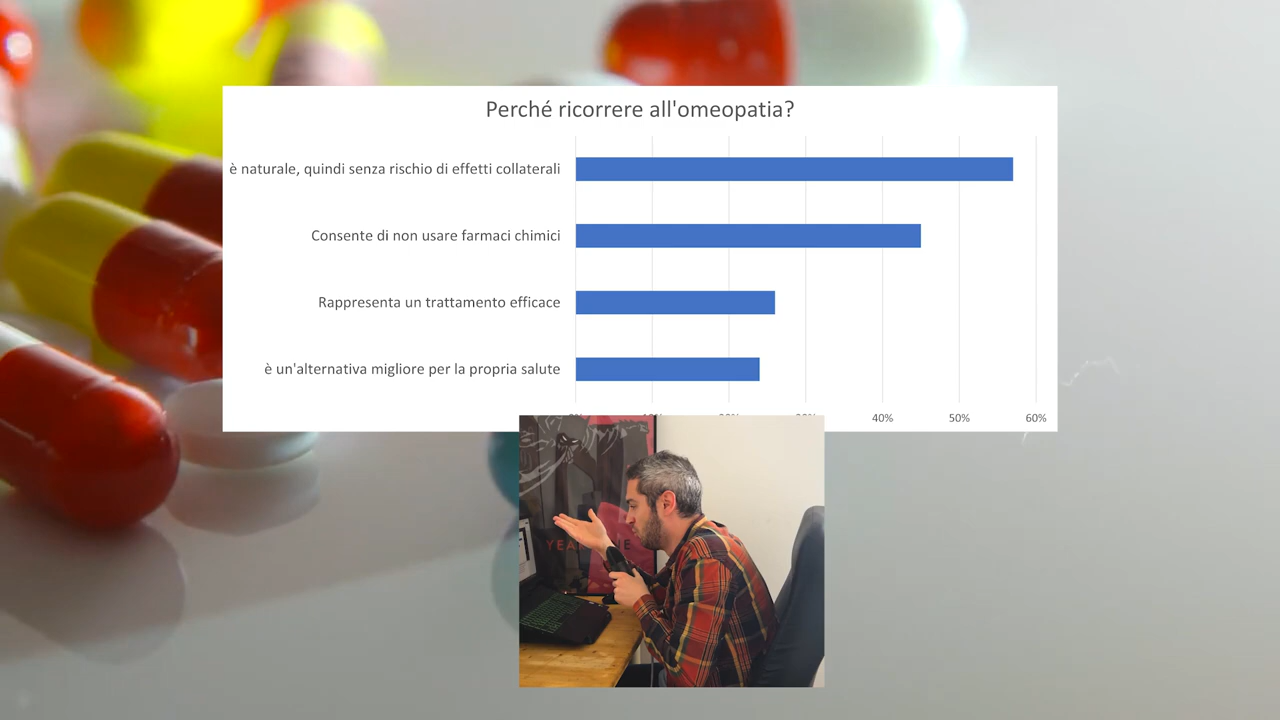 Perché ricorrere all'omeopatia?
è naturale, quindi senza rischio di effetti collaterali
Consente di non usare farmaci chimici
Rappresenta un trattamento efficace
è un'alternativa migliore per la propria salute
40% 50% 60%